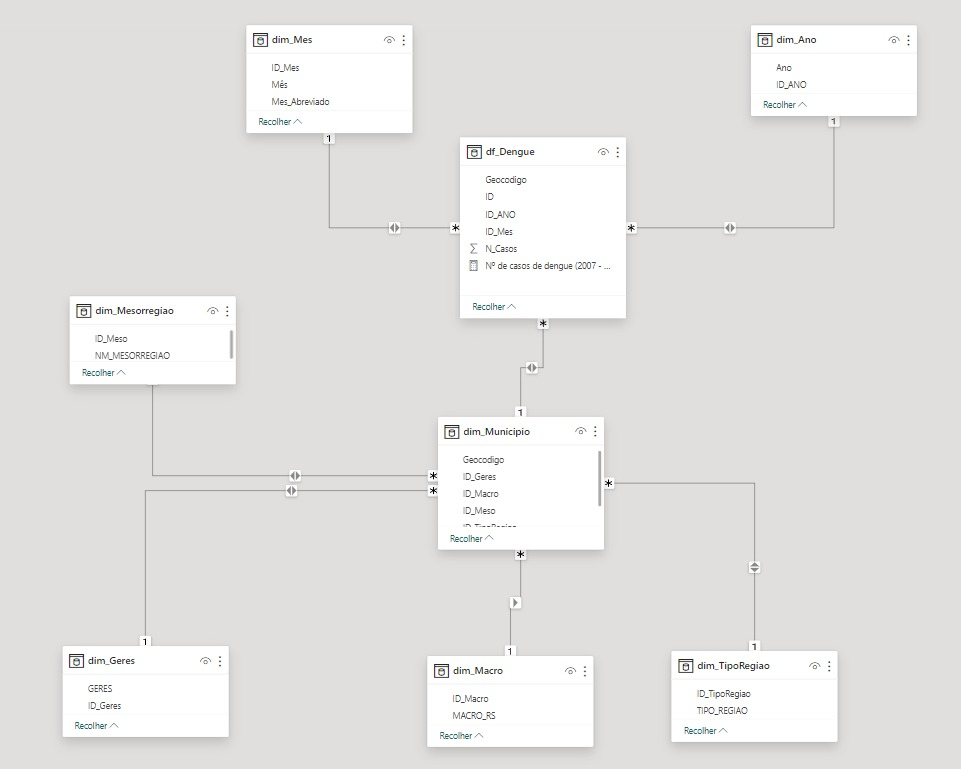 dim_Mes
ID_Mes
Mês
Mes_Abreviado
Recolher
1
dim_Ano
Ano
ID_ANO
Recolher
1
df_Dengue
Geocodigo
ID
ID_ANO
ID_Mes
N_Casos
Nº de casos de dengue (2007 - ...
Recolher
*
*
*
dim_Mesorregiao
ID_Meso
NM_MESORREGIAO
Recolher
1
dim_Municipio
Geocodigo
ID_Geres
ID_Macro
ID_Meso
ID_TipoRegiao
Recolher
*
*
*
*
1
dim_Geres
GERES
ID_Geres
Recolher
1
dim_Macro
ID_Macro
MACRO_RS
Recolher
1
dim_TipoRegiao
ID_TipoRegiao
TIPO_REGIAO
Recolher